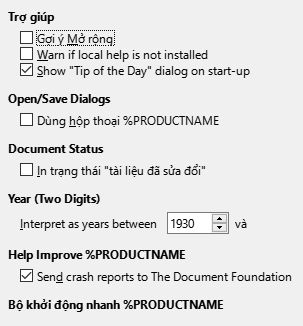 Trợ giúp
Gợi ý Mở rộng
Warn if local help is not installed
Show "Tip of the Day" dialog on start-up
Open/Save Dialogs
Dùng hộp thoại %PRODUCTNAME
Document Status
In trạng thái "tài liệu đã sửa đổi"
Year (Two Digits)
Interpret as years between 1930 và
Help Improve %PRODUCTNAME
Send crash reports to The Document Foundation
Bộ khởi động nhanh %PRODUCTNAME